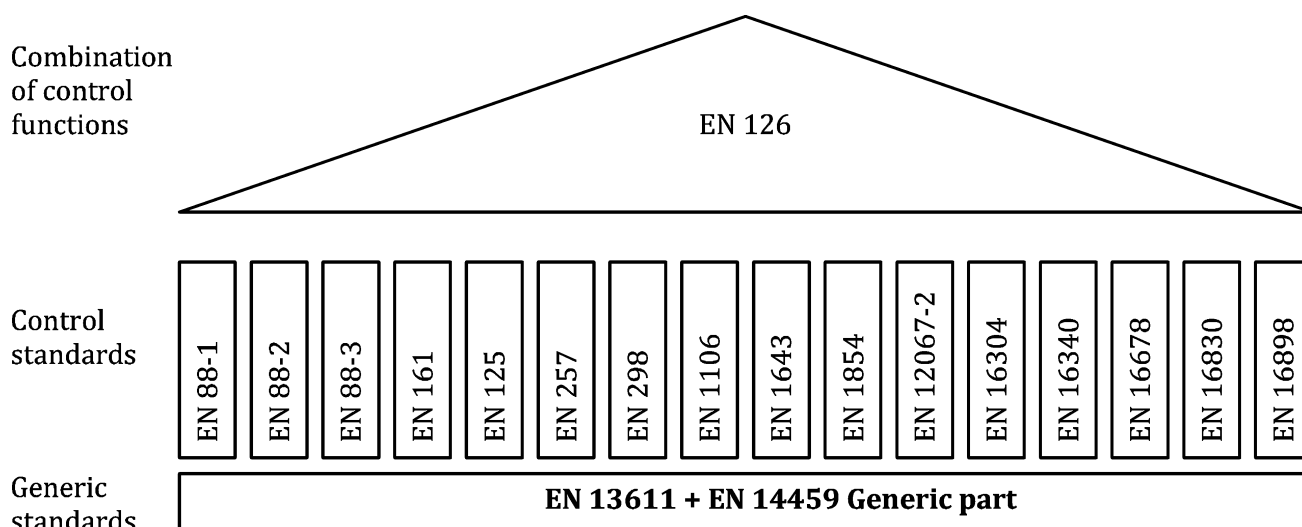 Combination
of control
functions
EN 126
Control
standards
EN 88-1
EN 88-2
EN 88-3
EN 161
EN 125
EN 257
EN 298
EN 1106
EN 1643
EN 1854
EN 12067-2
EN 16304
EN 16340
EN 16678
EN 16830
EN 16898
Generic
standards
EN 13611 + EN 14459 Generic part